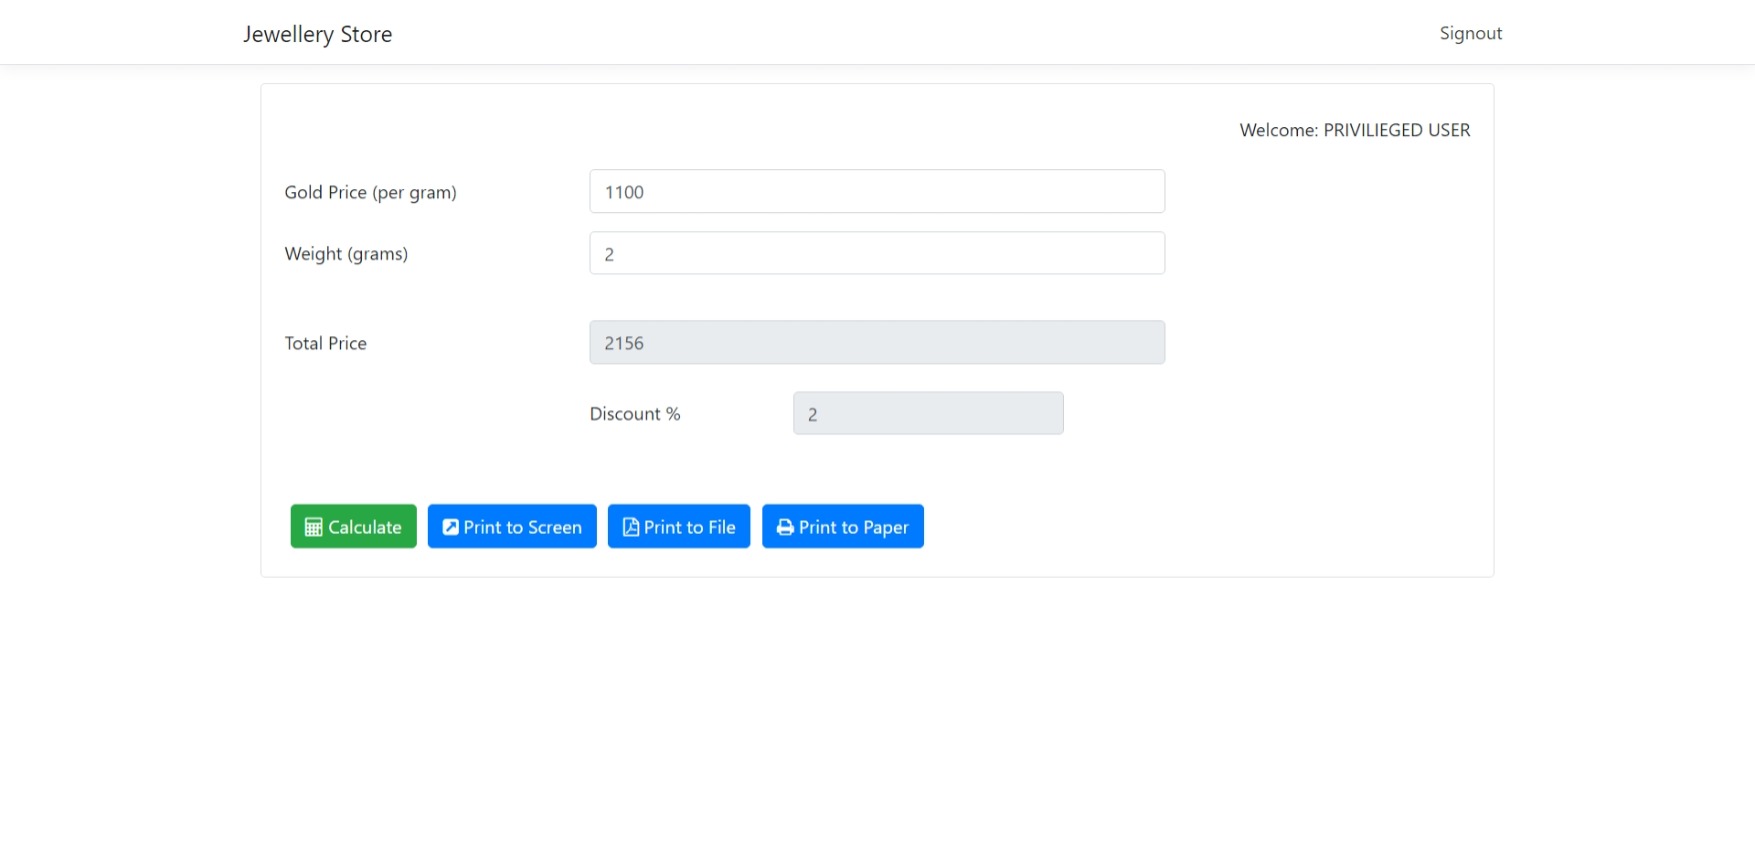 Jewellery Store Signout
Welcome: PRIVILIEGED USER
Gold Price (per gram) 1100
Weight (grams) 2
Total Price 2156
Discount % 2
Calculate Print to Screen Print to File Print to Paper